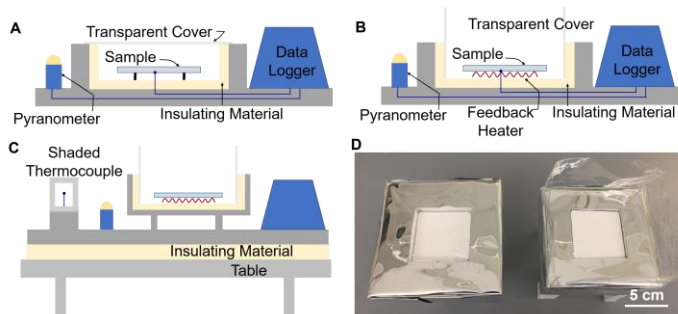 A
Transparent Cover
Sample
Data
Logger
Pyranometer
Insulating Material
B
Transparent Cover
Sample
Data
Logger
Pyranometer
Feedback
Heater
Insulating Material
C
Shaded
Thermocouple
Insulating Material
Table
D
5 cm